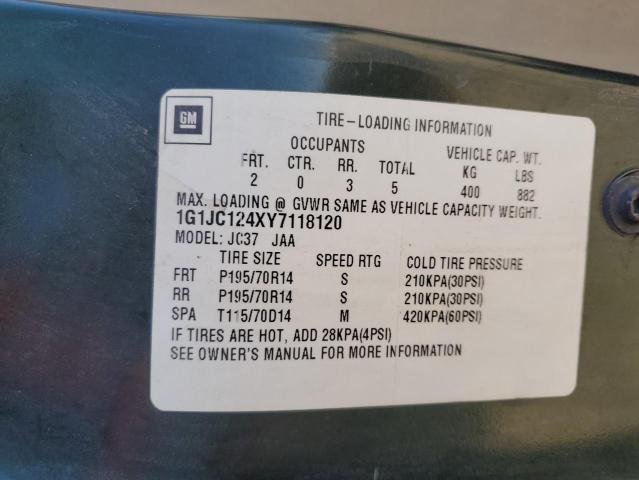 GM
TIRE-LOADING INFORMATION
OCCUPANTS VEHICLE CAP. WT.
FRT. CTR. RR. TOTAL KG LBS
2 0 3 5 400 882
MAX. LOADING @ GVWR SAME AS VEHICLE CAPACITY WEIGHT.
1G1JC124XY7118120
MODEL: JC37 JAA
TIRE SIZE SPEED RTG COLD TIRE PRESSURE
FRT P195/70R14 S 210KPA(30PSI)
RR P195/70R14 S 210KPA(30PSI)
SPA T115/70D14 M 420KPA(60PSI)
IF TIRES ARE HOT, ADD 28KPA(4PSI)
SEE OWNER'S MANUAL FOR MORE INFORMATION